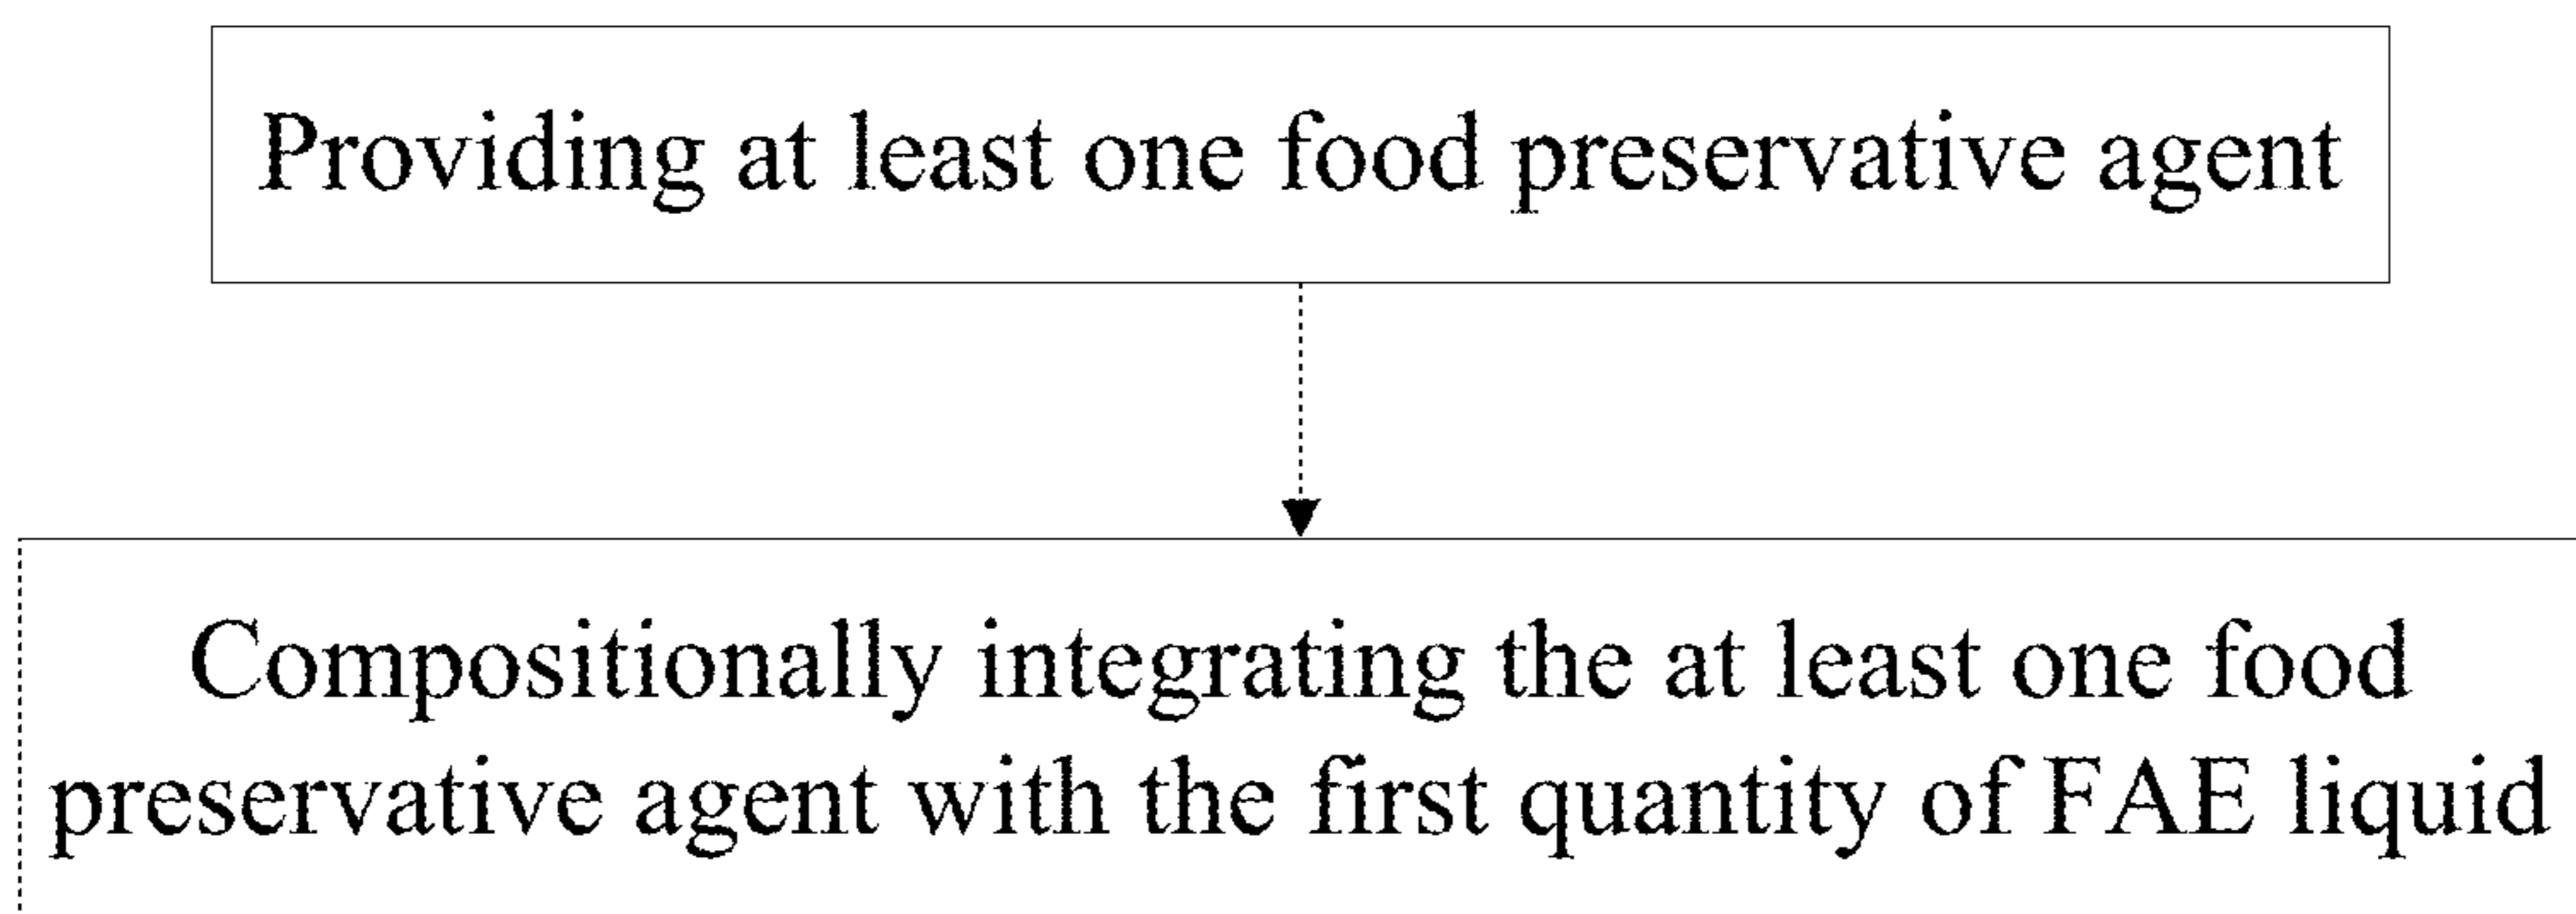 Providing at least one food preservative agent
Compositionally integrating the at least one food
preservative agent with the first quantity of FAE liquid